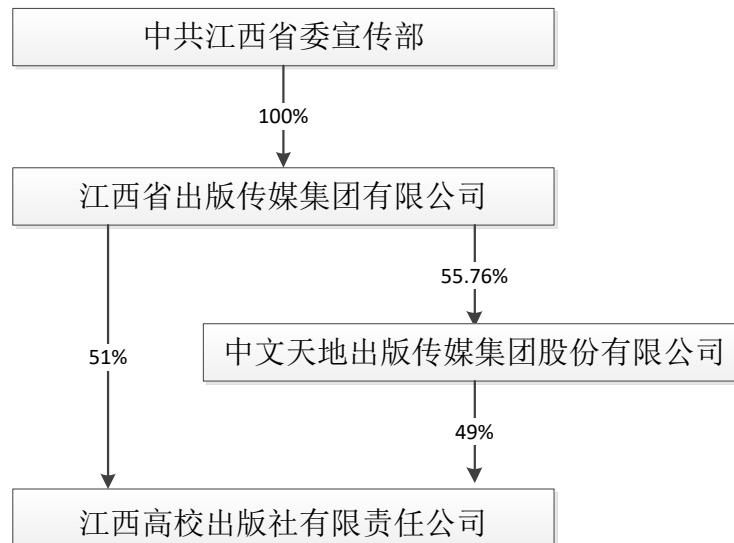 中共江西省委宣传部
100%
江西省出版传媒集团有限公司
55.76%
中文天地出版传媒集团股份有限公司
51%
49%
江西高校出版社有限责任公司